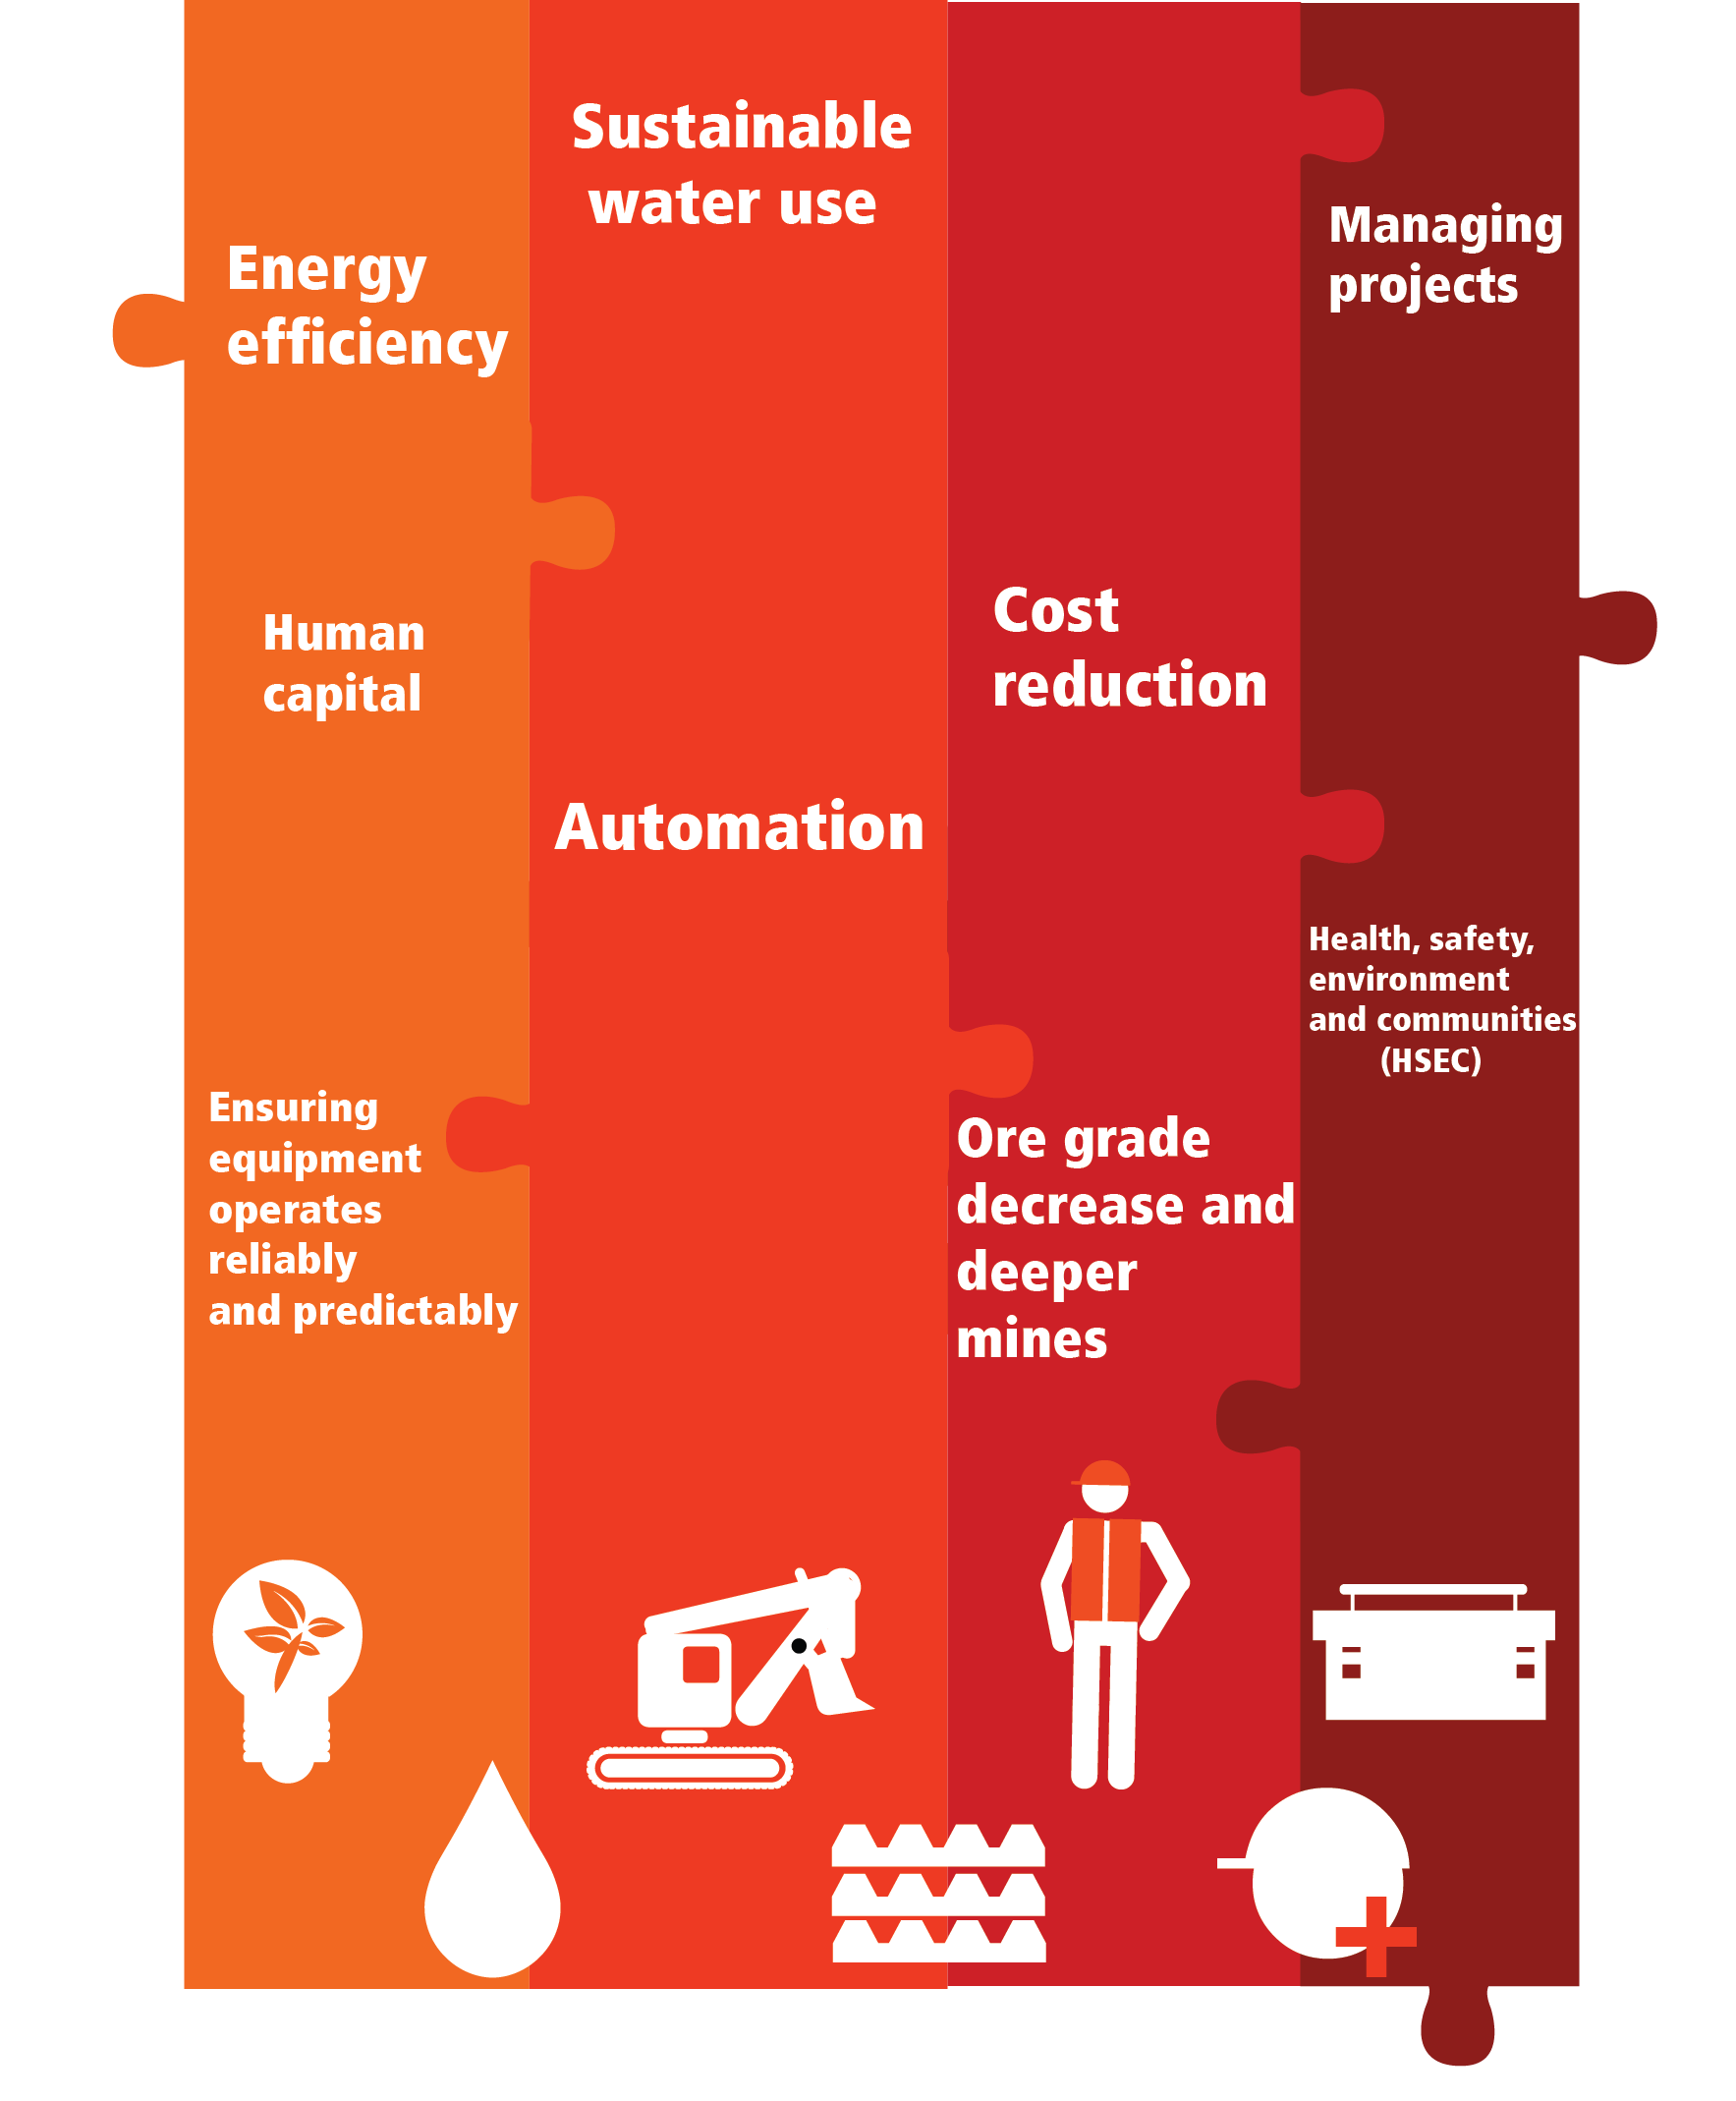 Energy
efficiency
Human
capital
Ensuring
equipment
operates
reliably
and predictably
Sustainable
water use
Automation
Cost
reduction
Ore grade
decrease and
deeper
mines
Managing
projects
Health, safety,
environment
and communities
(HSEC)